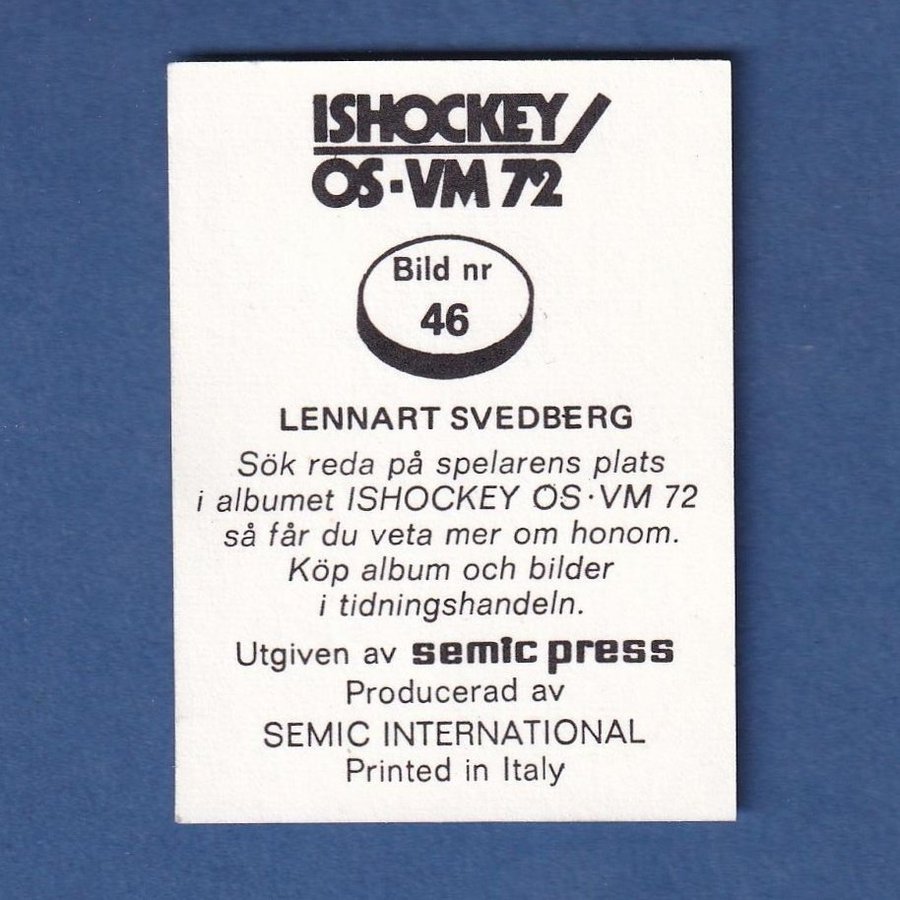 ISHOCKEY
OS·VM 72
Bild nr
46
LENNART SVEDBERG
Sök reda på spelarens plats
i albumet ISHOCKEY OS·VM 72
så får du veta mer om honom.
Köp album och bilder
i tidningshandeln.
Utgiven av semic press
Producerad av
SEMIC INTERNATIONAL
Printed in Italy